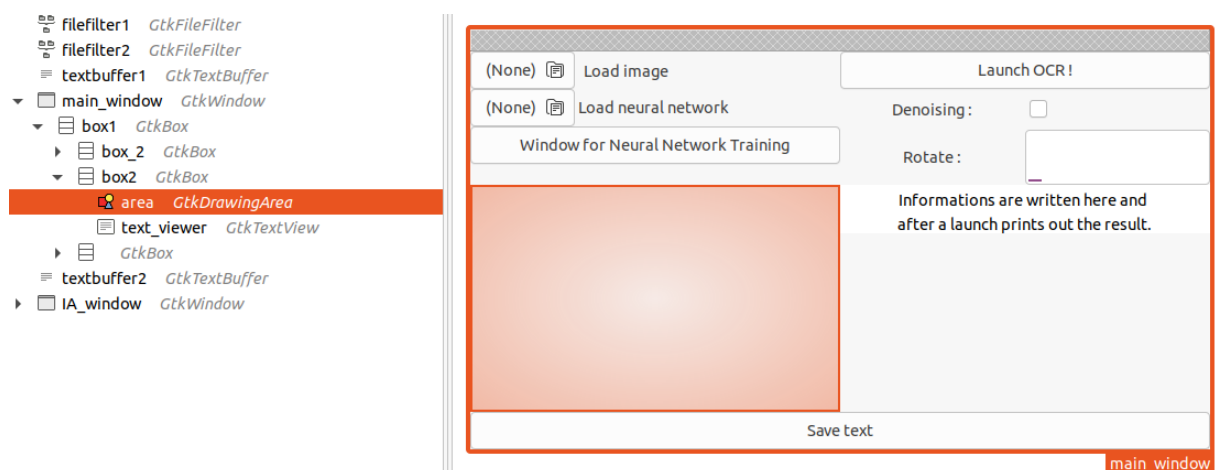 filefilter1 GtkFileFilter
filefilter2 GtkFileFilter
textbuffer1 GtkTextBuffer
main_window GtkWindow
box1 GtkBox
box_2 GtkBox
box2 GtkBox
area GtkDrawingArea
text_viewer GtkTextView
GtkBox
textbuffer2 GtkTextBuffer
IA_window GtkWindow
(None) Load image
Launch OCR !
(None) Load neural network
Denoising :
Window for Neural Network Training
Rotate :
Informations are written here and
after a launch prints out the result.
Save text
main_window